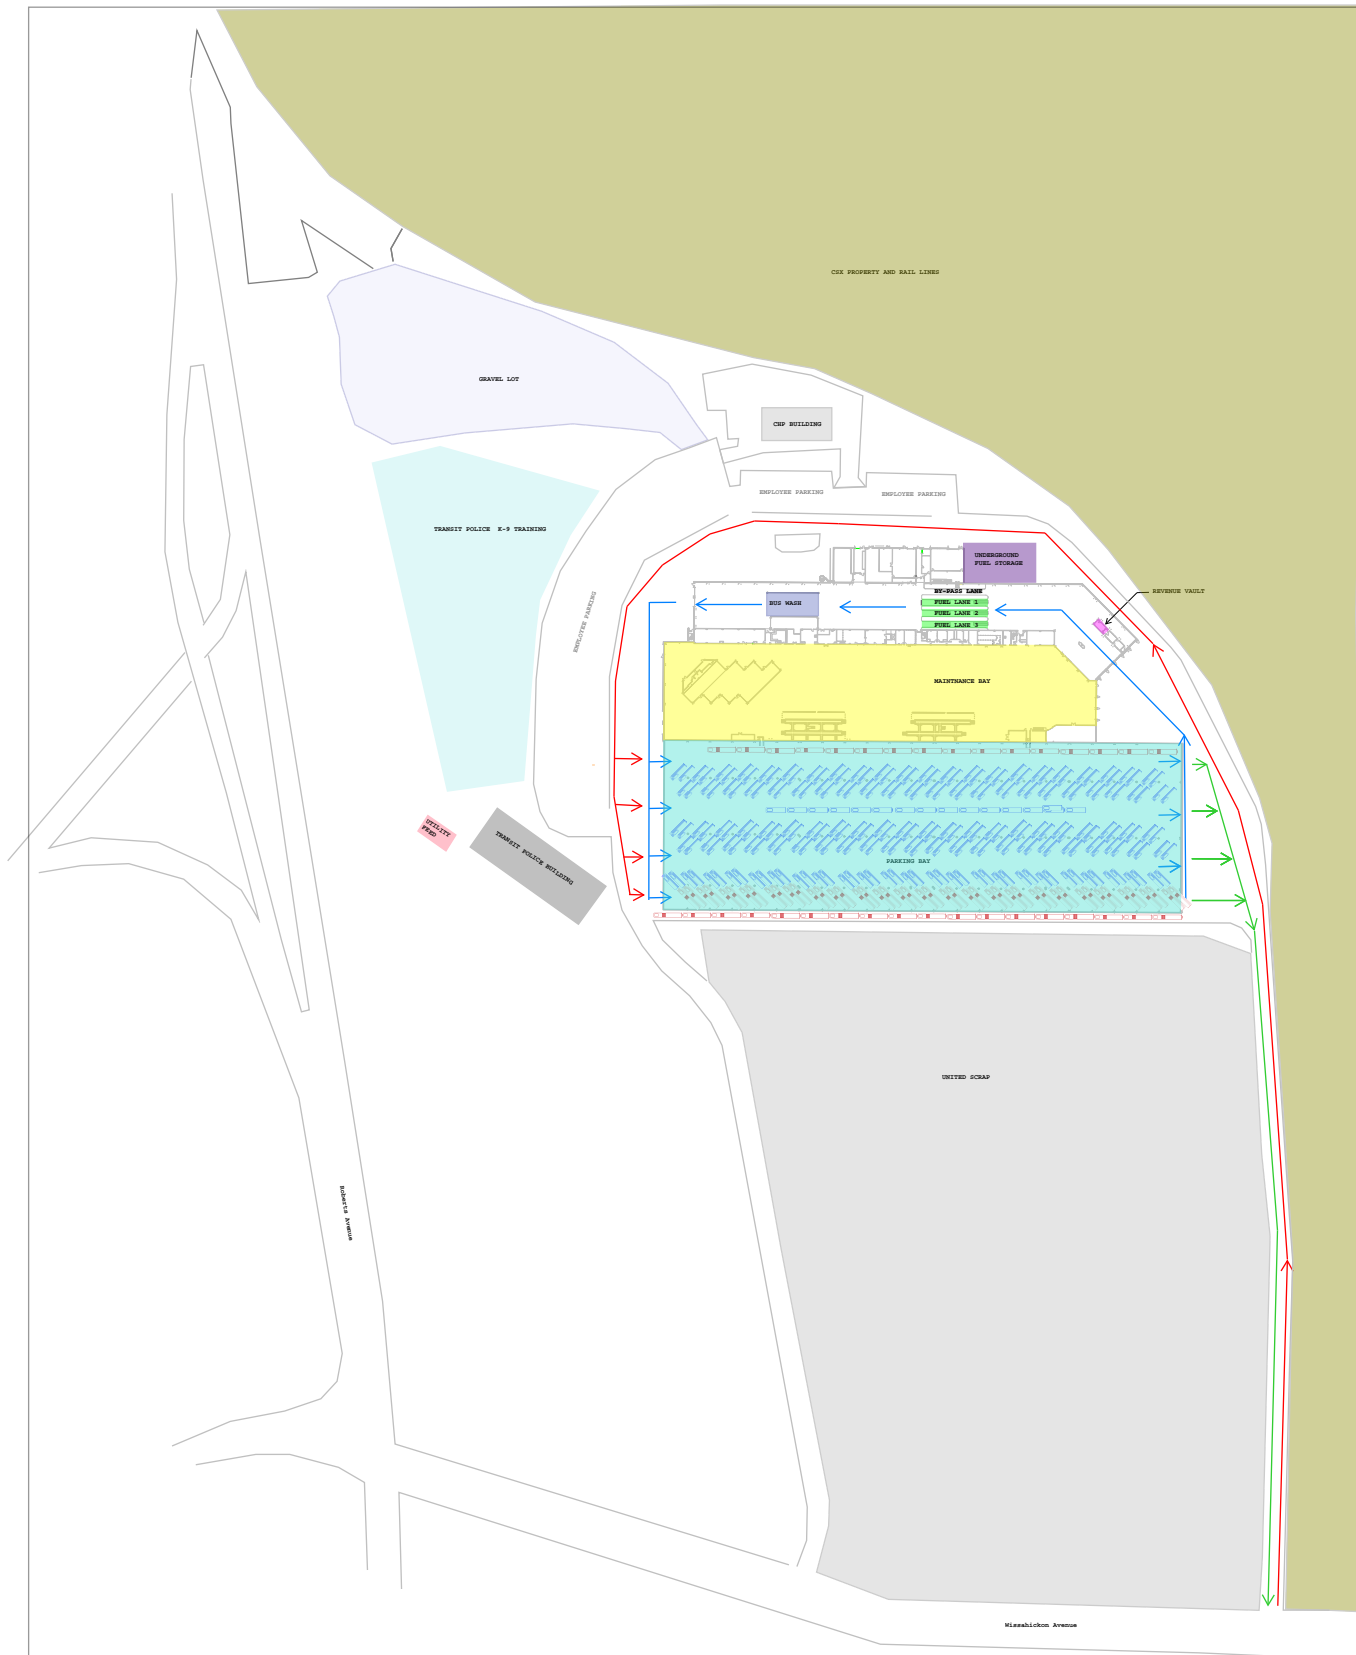 CSX PROPERTY AND RAIL LINES
GRAVEL LOT
CHP BUILDING
EMPLOYEE PARKING
EMPLOYEE PARKING
TRANSIT POLICE K-9 TRAINING
UNDERGROUND
FUEL STORAGE
BY-PASS LANE
REVENUE VAULT
BUS WASH
FUEL LANE 1
FUEL LANE 2
FUEL LANE 3
EMPLOYEE PARKING
MAINTNANCE BAY
UTILITY
FEED
TRANSIT POLICE BUILDING
PARKING BAY
UNITED SCRAP
Roberts Avenue
Wissahickon Avenue